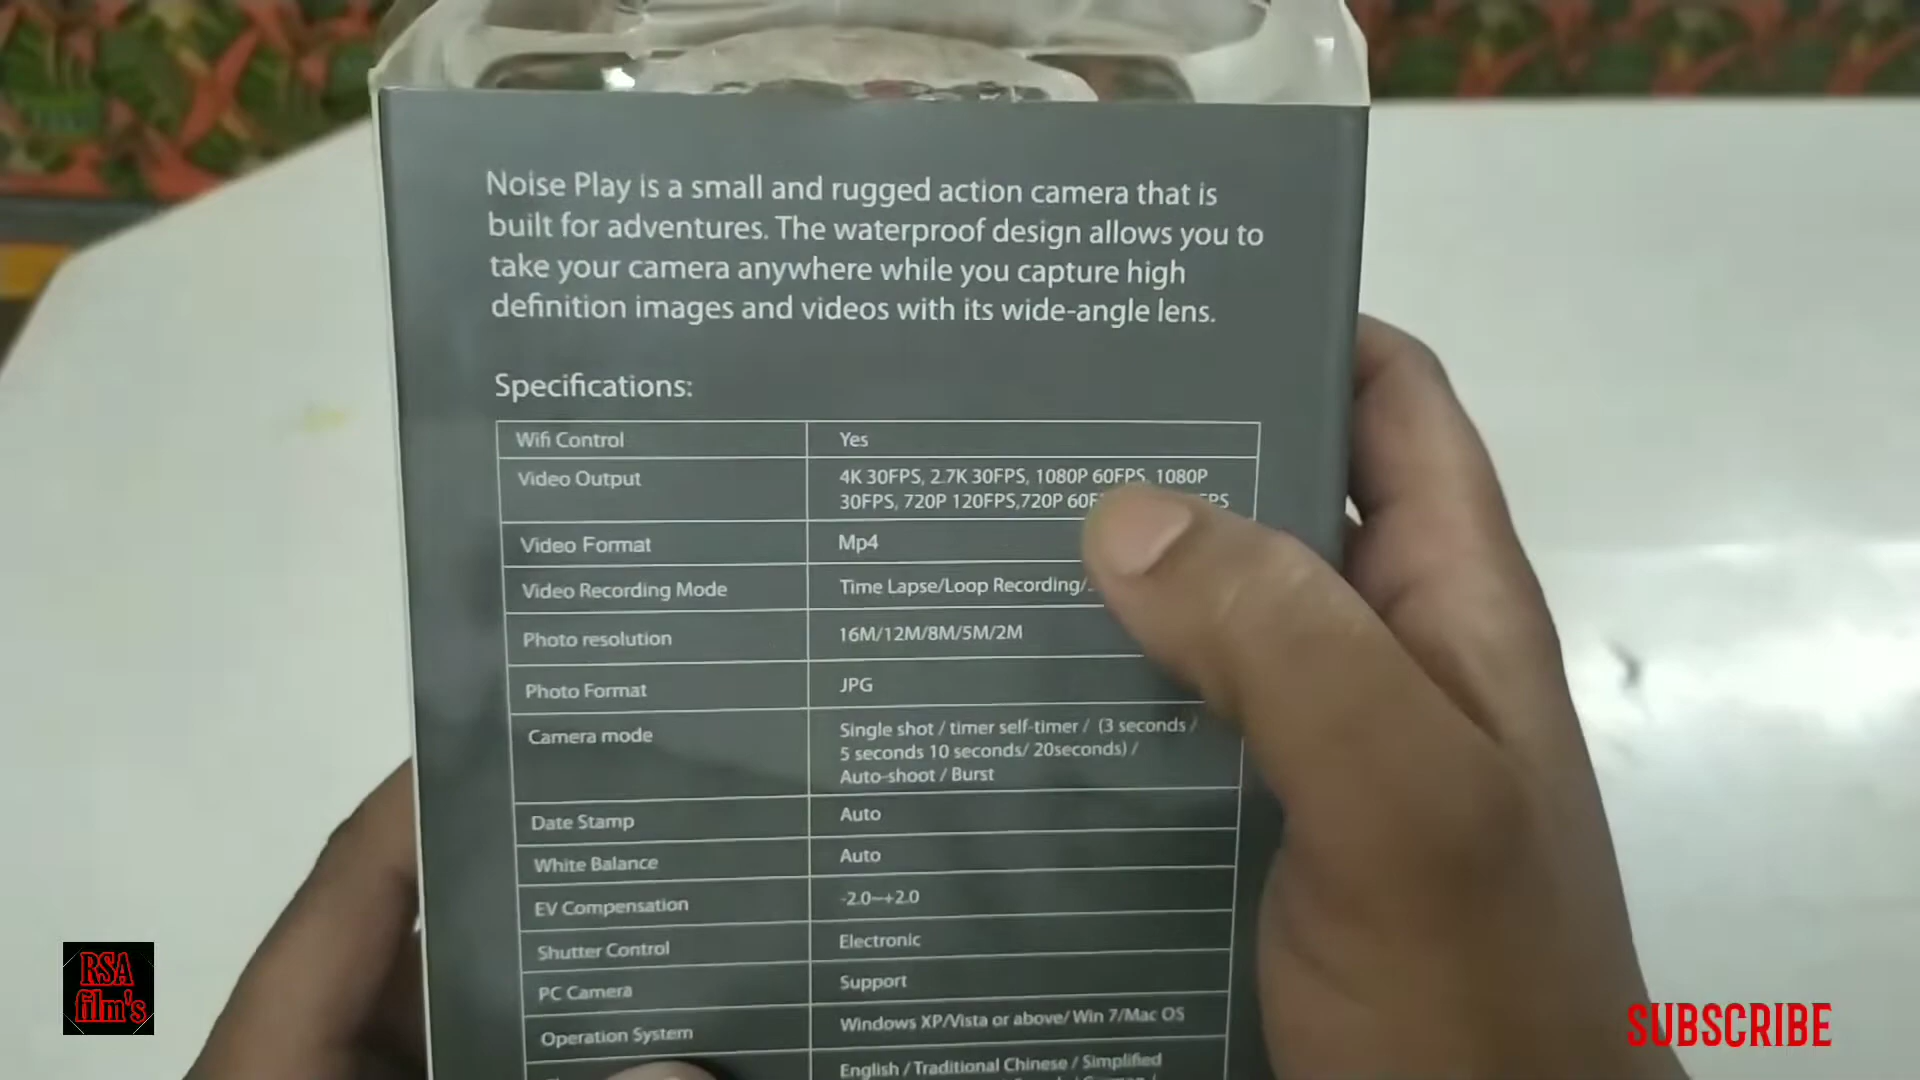 Noise Play is a small and rugged action camera that is
built for adventures. The waterproof design allows you to
take your camera anywhere while you capture high
definition images and videos with its wide-angle lens.
Specifications:
Wifi Control Yes
Video Output 4K 30FPS, 2.7K 30FPS, 1080P 60FPS, 1080P
30FPS, 720P 120FPS,720P
Video Format Mp4
Video Recording Mode Time Lapse/Loop Recording/
Photo resolution 16M/12M/8M/5M/2M
Photo Format JPG
Camera mode Single shot / timer self-timer / (3 seconds /
5 seconds 10 seconds/ 20seconds) /
Auto-shoot / Burst
Date Stamp Auto
White Balance Auto
EV Compensation -2.0~+2.0
Shutter Control Electronic
PC Camera Support
Operation System Windows XP/Vista or above/ Win 7/Mac OS
English / Traditional Chinese / Simplified
RSA
film's
SUBSCRIBE